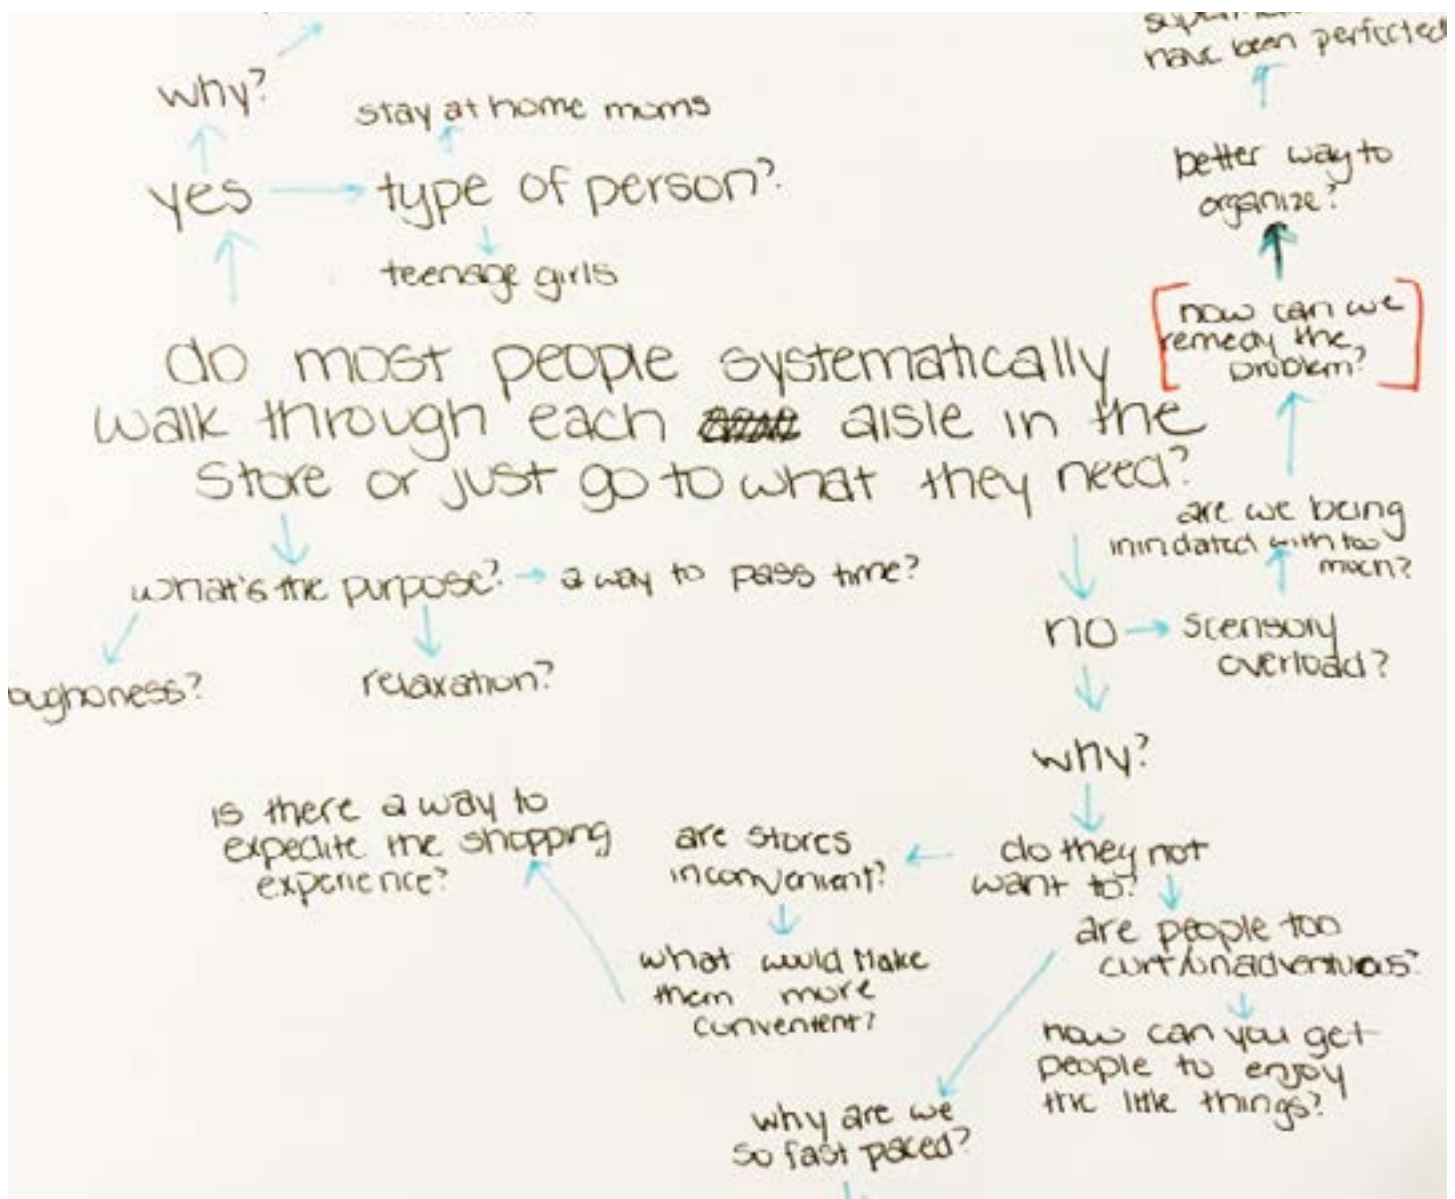 have been perfected
why?
stay at home moms
better way to
organize?
yes
type of person?
teenage girls
how can we
remedy the
problem?
do most people systematically
walk through each aisle in the
store or just go to what they need?
are we being
inindated with too
much?
what's the purpose?
a way to pass time?
no
scensory
overload?
relaxation?
why?
is there a way to
expedite the shopping
experience?
are stores
inconvenient?
do they not
want to?
are people too
curt/unadventurous?
what would make
them more
convenient?
how can you get
people to enjoy
the little things?
why are we
so fast paced?